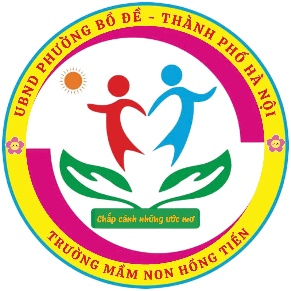 UBND PHƯỜNG BỒ ĐỀ - THÀNH PHỐ HÀ NỘI
Chắp cánh những ước mơ
TRƯỜNG MẦM NON HỒNG TIẾN